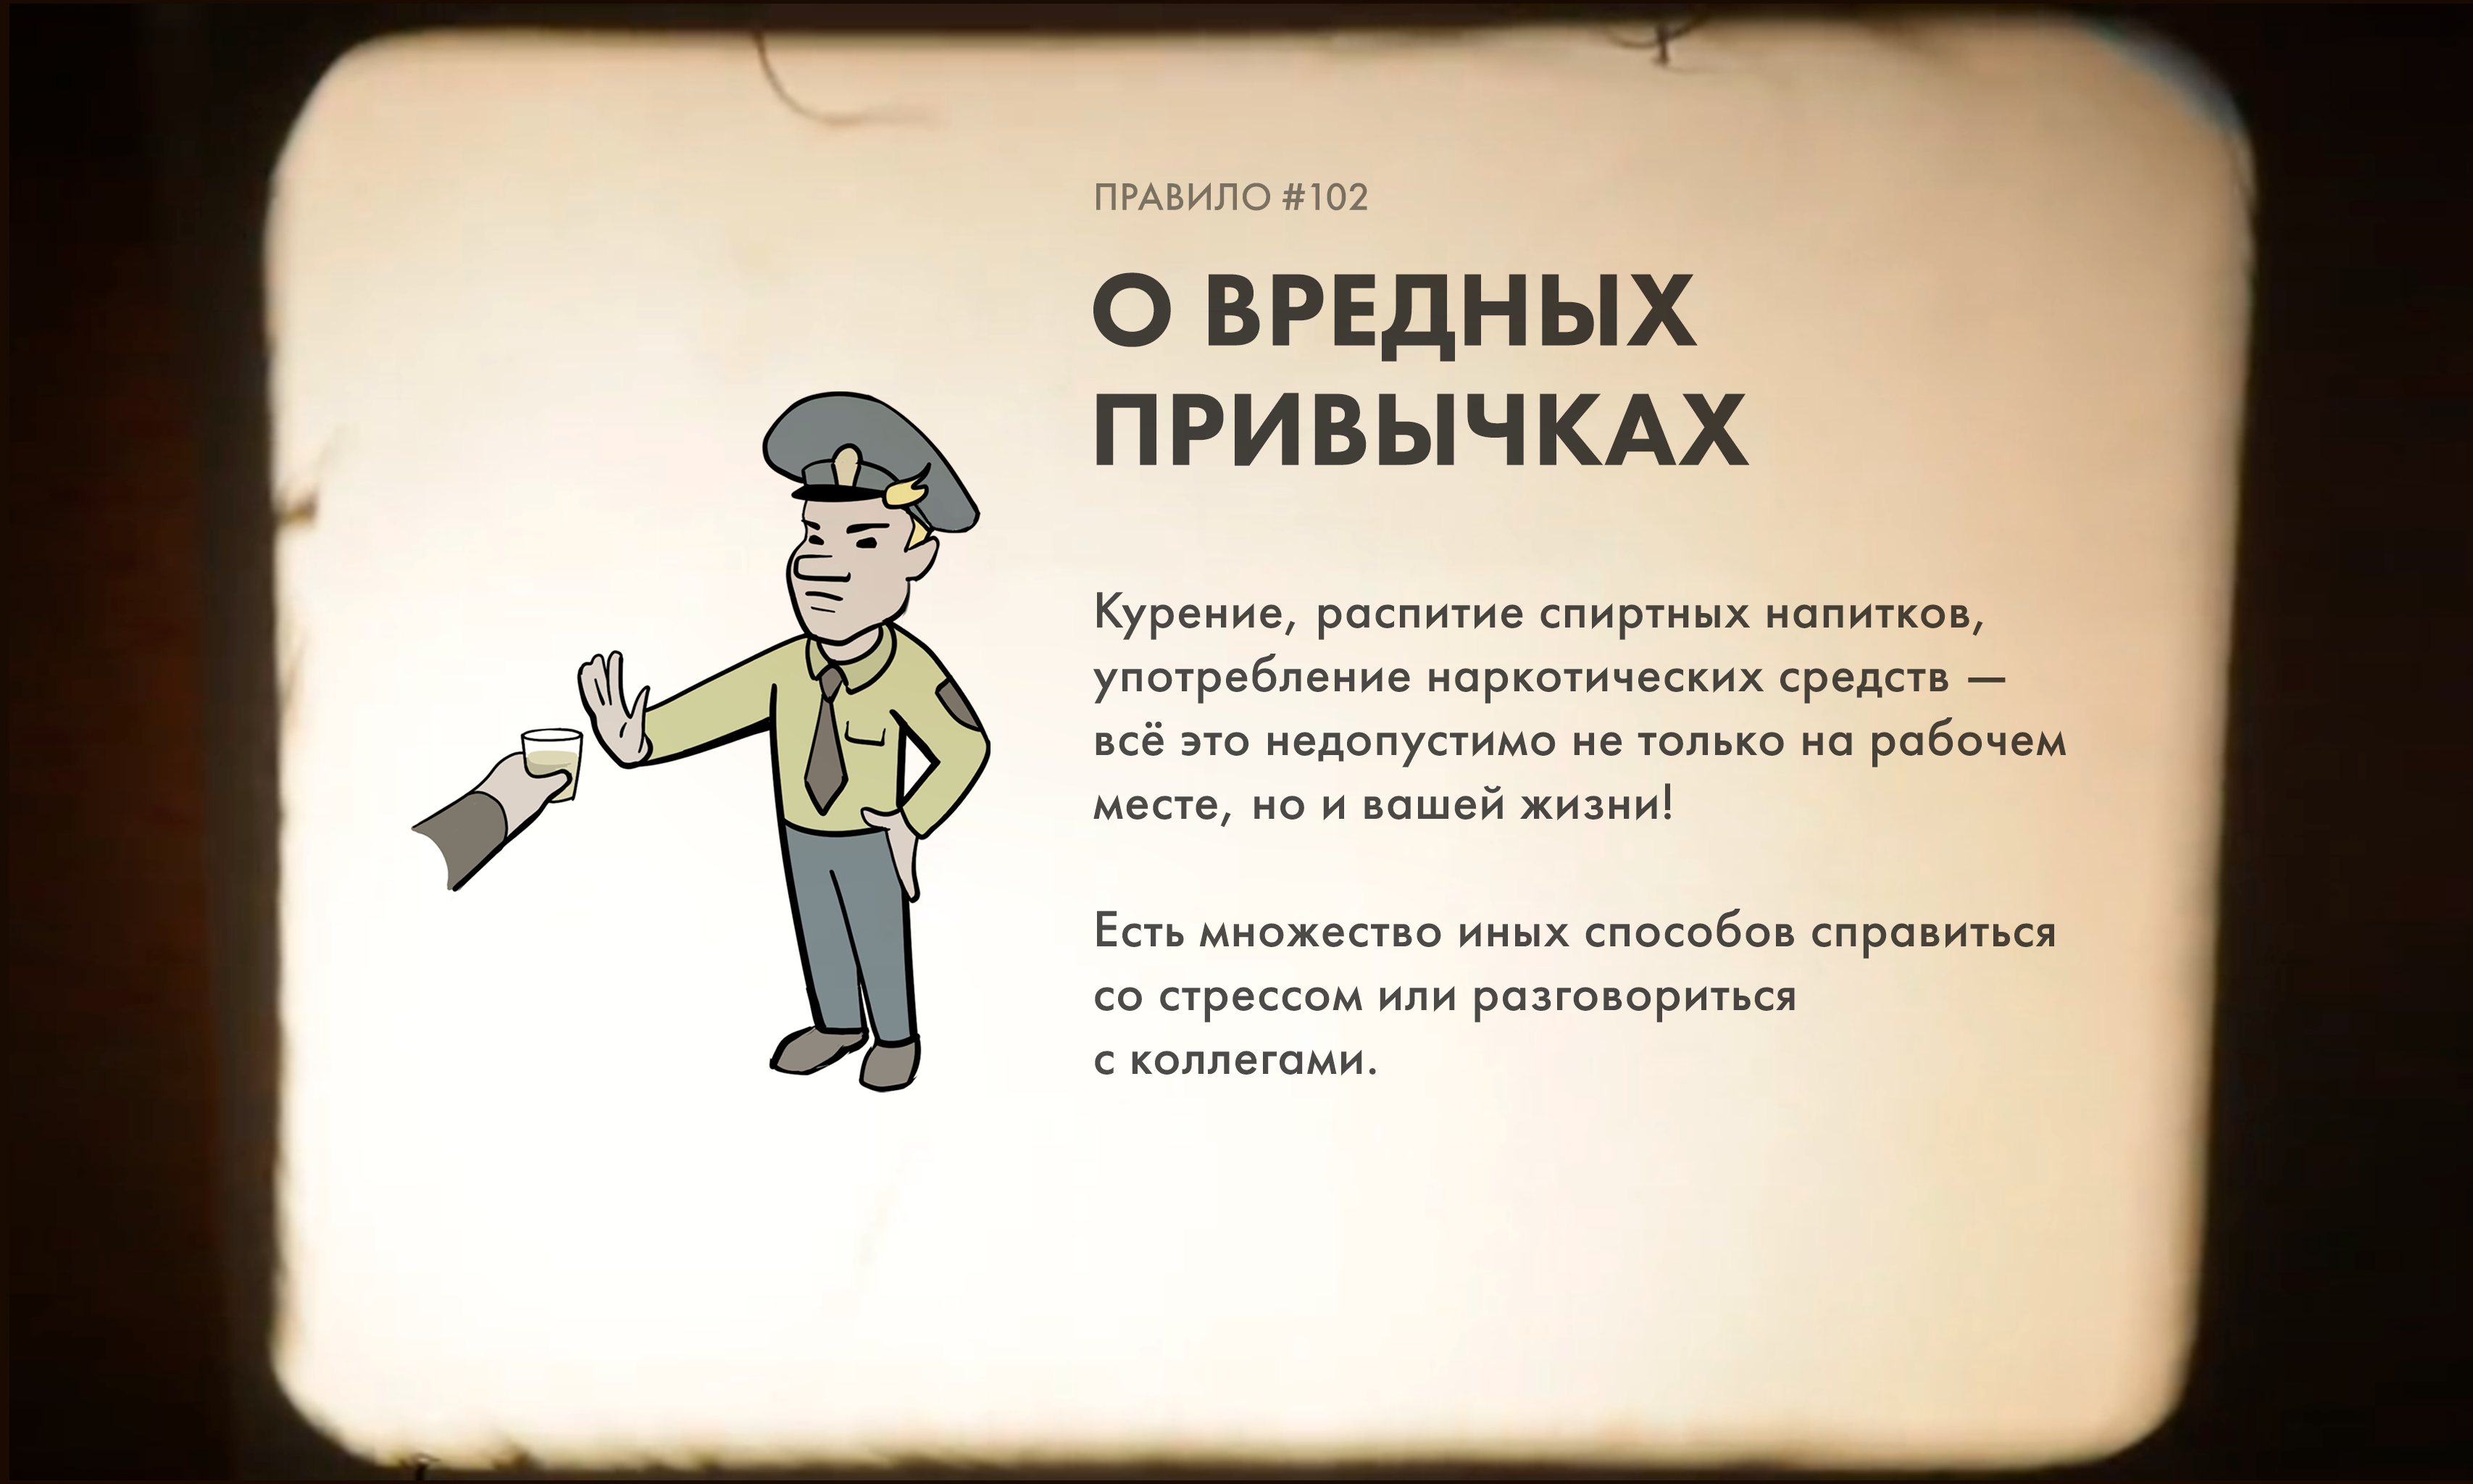 ПРАВИЛО #102
О ВРЕДНЫХ
ПРИВЫЧКАХ
Курение, распитие спиртных напитков,
употребление наркотических средств —
всё это недопустимо не только на рабочем
месте, но и вашей жизни!
Есть множество иных способов справиться
со стрессом или разговориться
с коллегами.